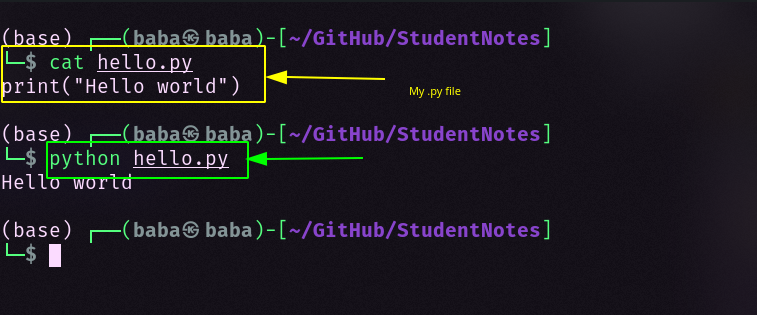 (base) ┌──(baba㉿baba)-[~/GitHub/StudentNotes]
└─$ cat hello.py
print("Hello world")
My .py file
(base) ┌──(baba㉿baba)-[~/GitHub/StudentNotes]
└─$ python hello.py
Hello world
(base) ┌──(baba㉿baba)-[~/GitHub/StudentNotes]
└─$